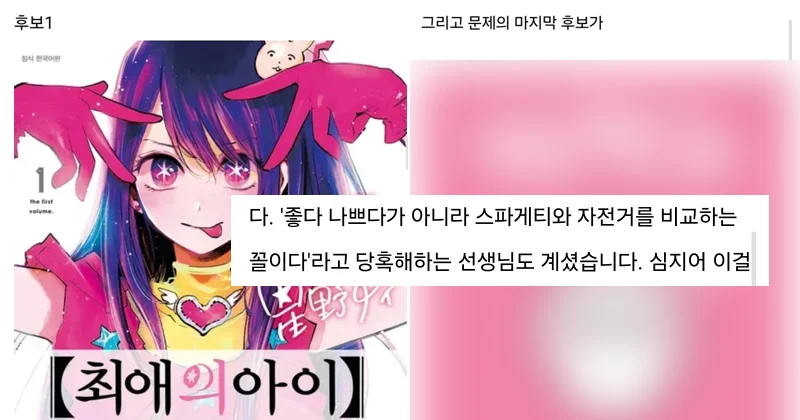 후보1
그리고 문제의 마지막 후보가
정식 한국어판
1
the first
volume.
다. '좋다 나쁘다가 아니라 스파게티와 자전거를 비교하는
꼴이다'라고 당혹해하는 선생님도 계셨습니다. 심지어 이걸
【최애의 아이】